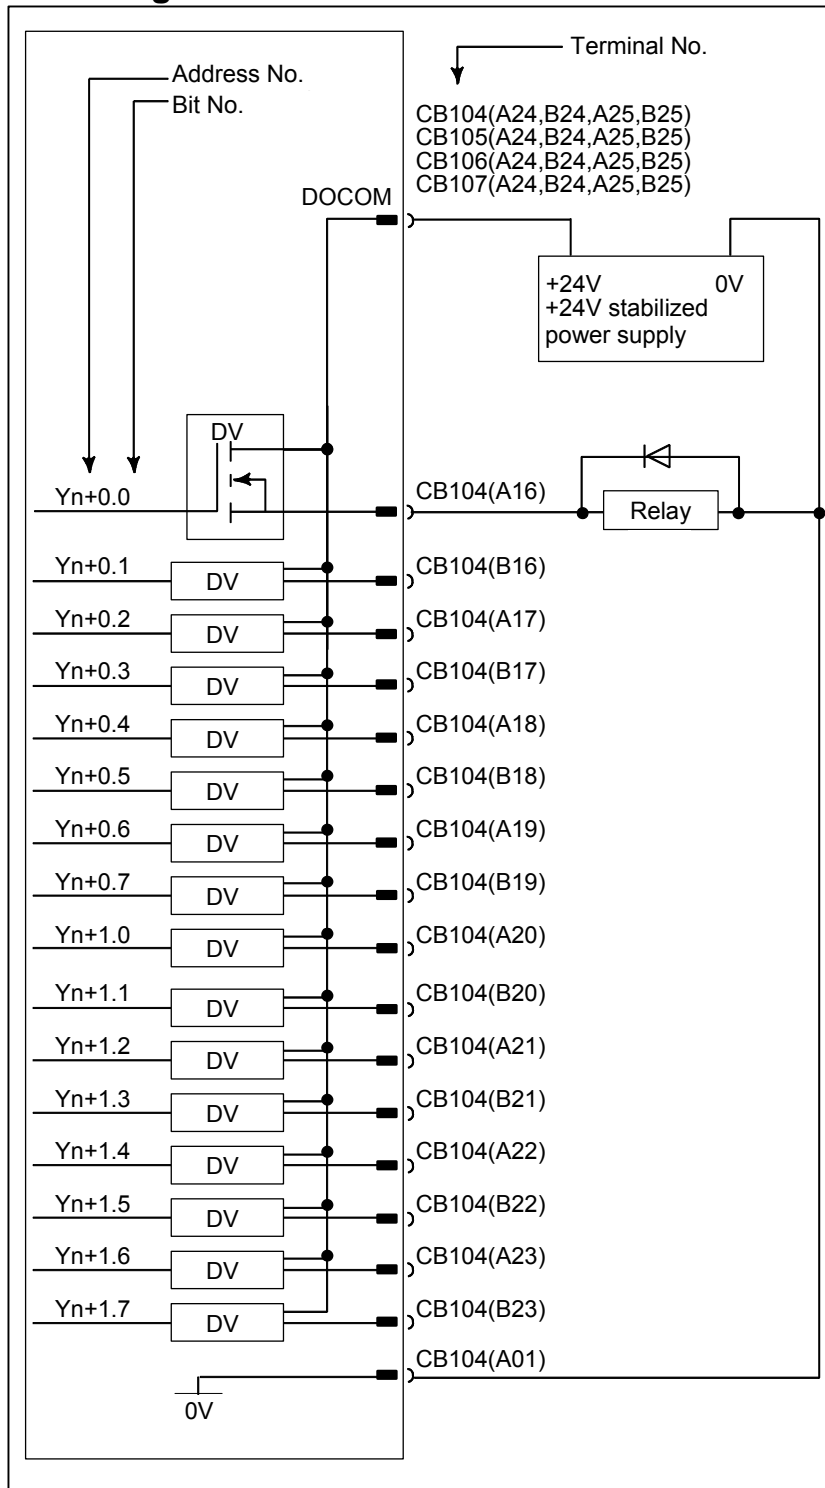 Terminal No.
Address No.
Bit No.
CB104(A24,B24,A25,B25)
CB105(A24,B24,A25,B25)
CB106(A24,B24,A25,B25)
CB107(A24,B24,A25,B25)
DOCOM
+24V 0V
+24V stabilized
power supply
DV
Yn+0.0 CB104(A16)
Relay
Yn+0.1 DV CB104(B16)
Yn+0.2 DV CB104(A17)
Yn+0.3 DV CB104(B17)
Yn+0.4 DV CB104(A18)
Yn+0.5 DV CB104(B18)
Yn+0.6 DV CB104(A19)
Yn+0.7 DV CB104(B19)
Yn+1.0 DV CB104(A20)
Yn+1.1 DV CB104(B20)
Yn+1.2 DV CB104(A21)
Yn+1.3 DV CB104(B21)
Yn+1.4 DV CB104(A22)
Yn+1.5 DV CB104(B22)
Yn+1.6 DV CB104(A23)
Yn+1.7 DV CB104(B23)
CB104(A01)
0V